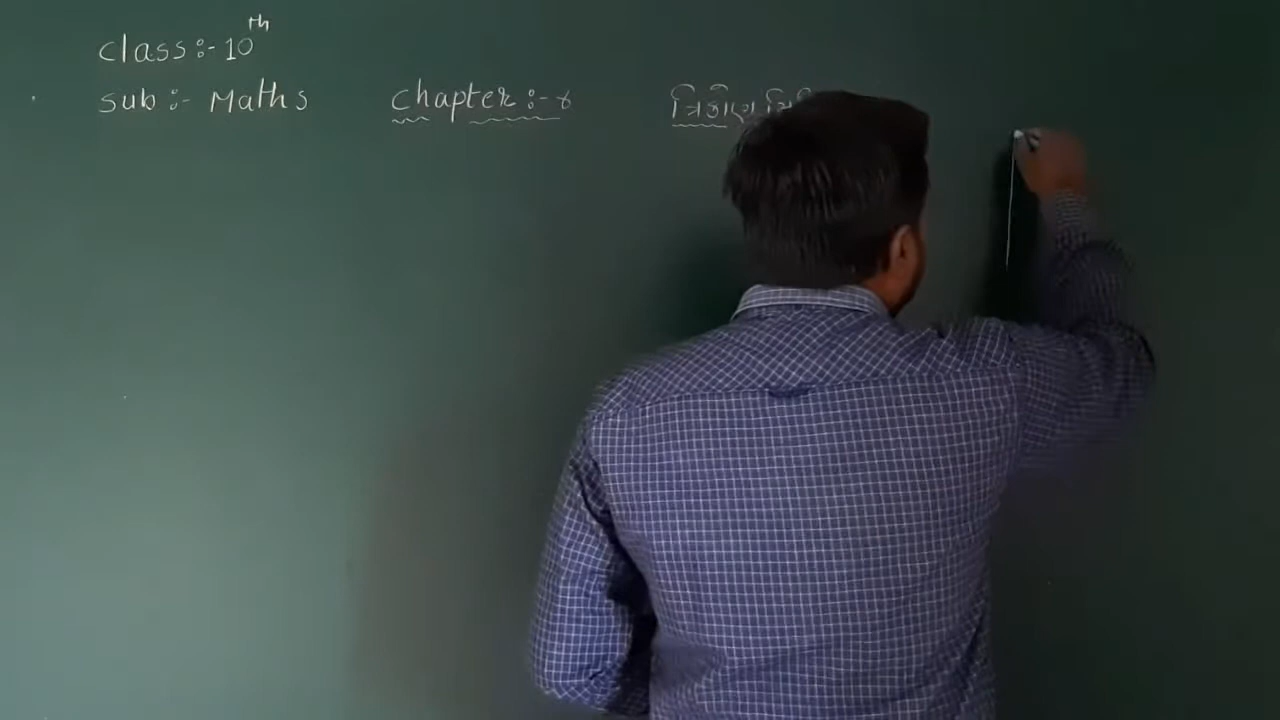 class :- 10th
Sub :- Maths chapter :- 8 ત્રિકોણ